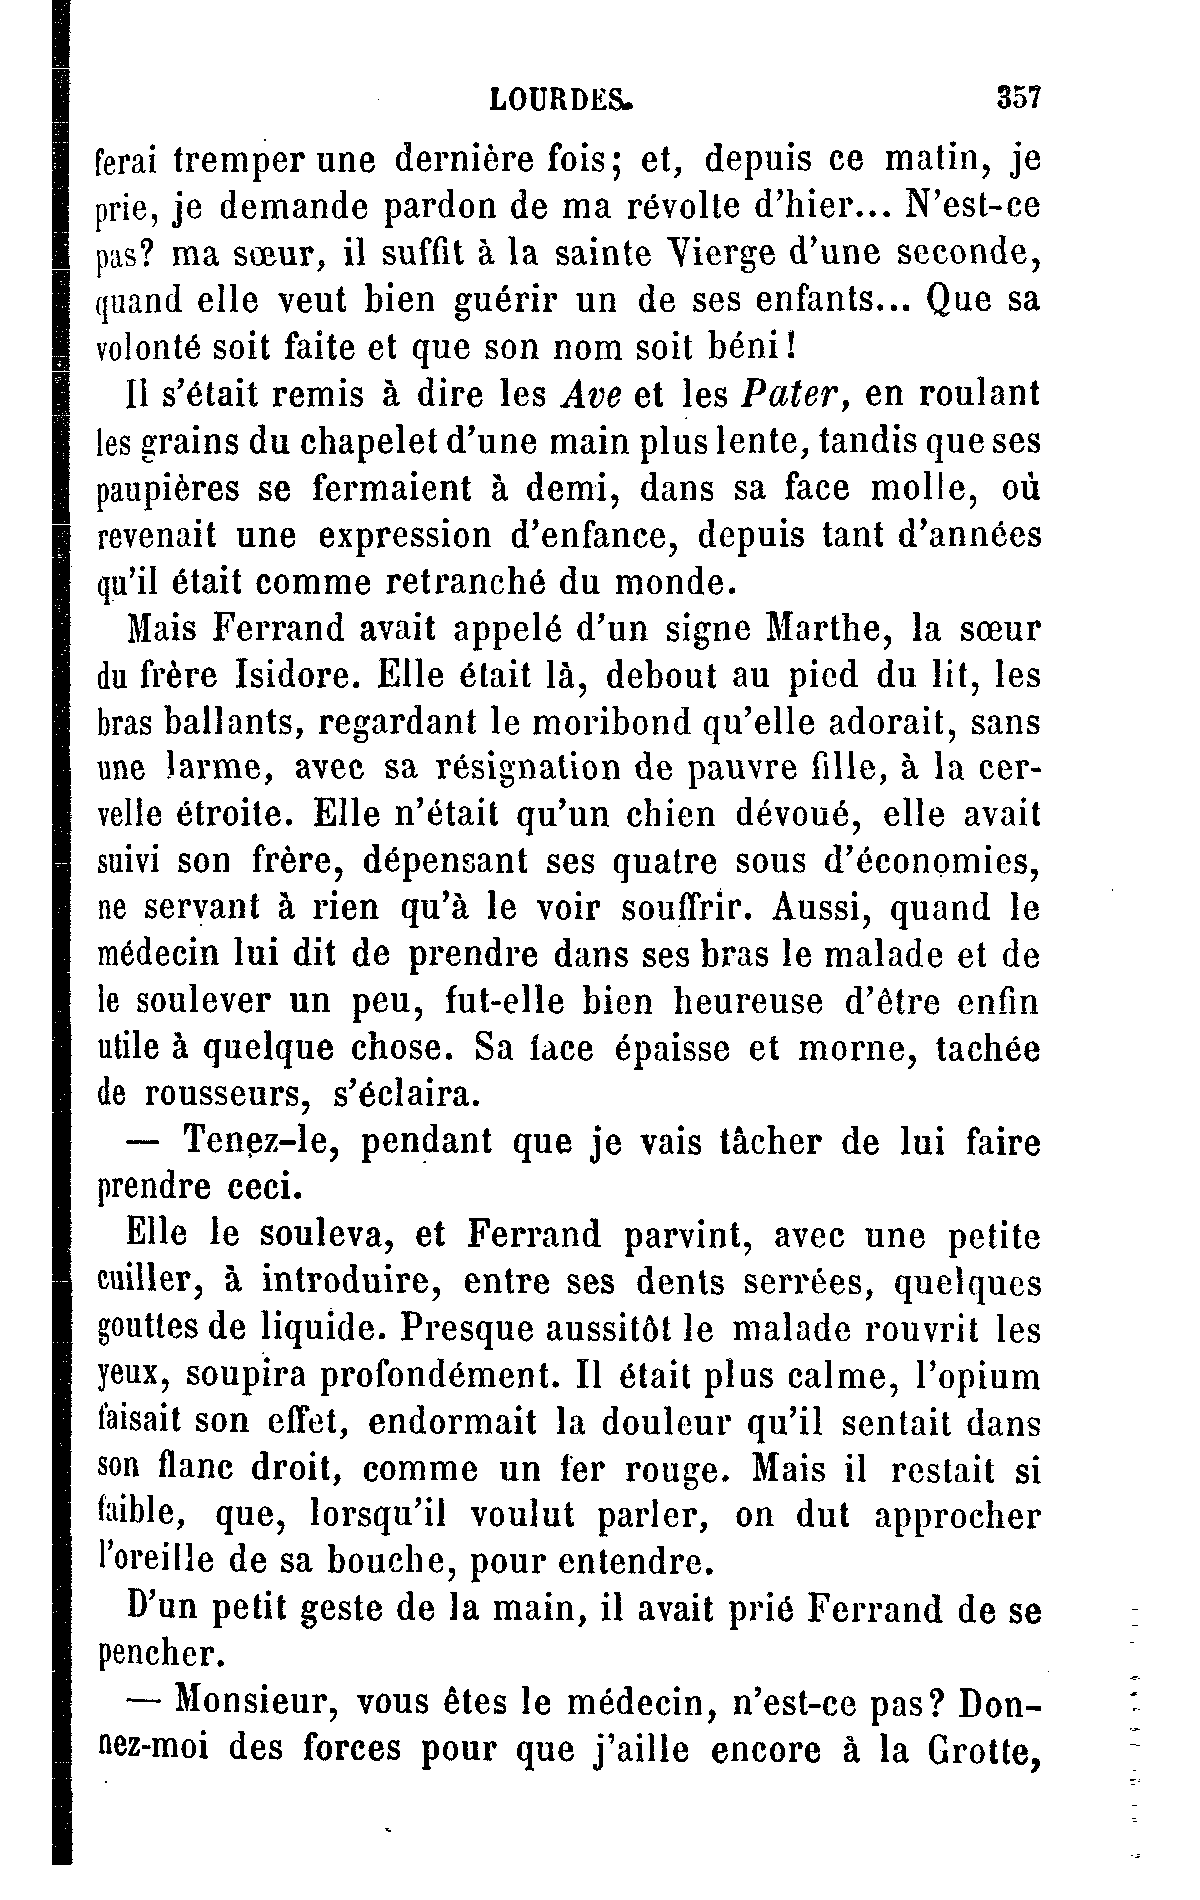 LOURDES. 357
ferai tremper une dernière fois; et, depuis ce matin, je
prie, je demande pardon de ma révolte d'hier... N'est-ce
pas? ma sœur, il suffit à la sainte Vierge d'une seconde,
quand elle veut bien guérir un de ses enfants... Que sa
volonté soit faite et que son nom soit béni!
Il s'était remis à dire les Ave et les Pater, en roulant
les grains du chapelet d'une main plus lente, tandis que ses
paupières se fermaient à demi, dans sa face molle, où
revenait une expression d'enfance, depuis tant d'années
qu'il était comme retranché du monde.
Mais Ferrand avait appelé d'un signe Marthe, la sœur
du frère Isidore. Elle était là, debout au pied du lit, les
bras ballants, regardant le moribond qu'elle adorait, sans
une larme, avec sa résignation de pauvre fille, à la cer-
velle étroite. Elle n'était qu'un chien dévoué, elle avait
suivi son frère, dépensant ses quatre sous d'économies,
ne servant à rien qu'à le voir souffrir. Aussi, quand le
médecin lui dit de prendre dans ses bras le malade et de
le soulever un peu, fut-elle bien heureuse d'être enfin
utile à quelque chose. Sa face épaisse et morne, tachée
de rousseurs, s'éclaira.
— Tenez-le, pendant que je vais tâcher de lui faire
prendre ceci.
Elle le souleva, et Ferrand parvint, avec une petite
cuiller, à introduire, entre ses dents serrées, quelques
gouttes de liquide. Presque aussitôt le malade rouvrit les
yeux, soupira profondément. Il était plus calme, l'opium
faisait son effet, endormait la douleur qu'il sentait dans
son flanc droit, comme un fer rouge. Mais il restait si
faible, que, lorsqu'il voulut parler, on dut approcher
l'oreille de sa bouche, pour entendre.
D'un petit geste de la main, il avait prié Ferrand de se
pencher.
— Monsieur, vous êtes le médecin, n'est-ce pas? Don-
nez-moi des forces pour que j'aille encore à la Grotte,